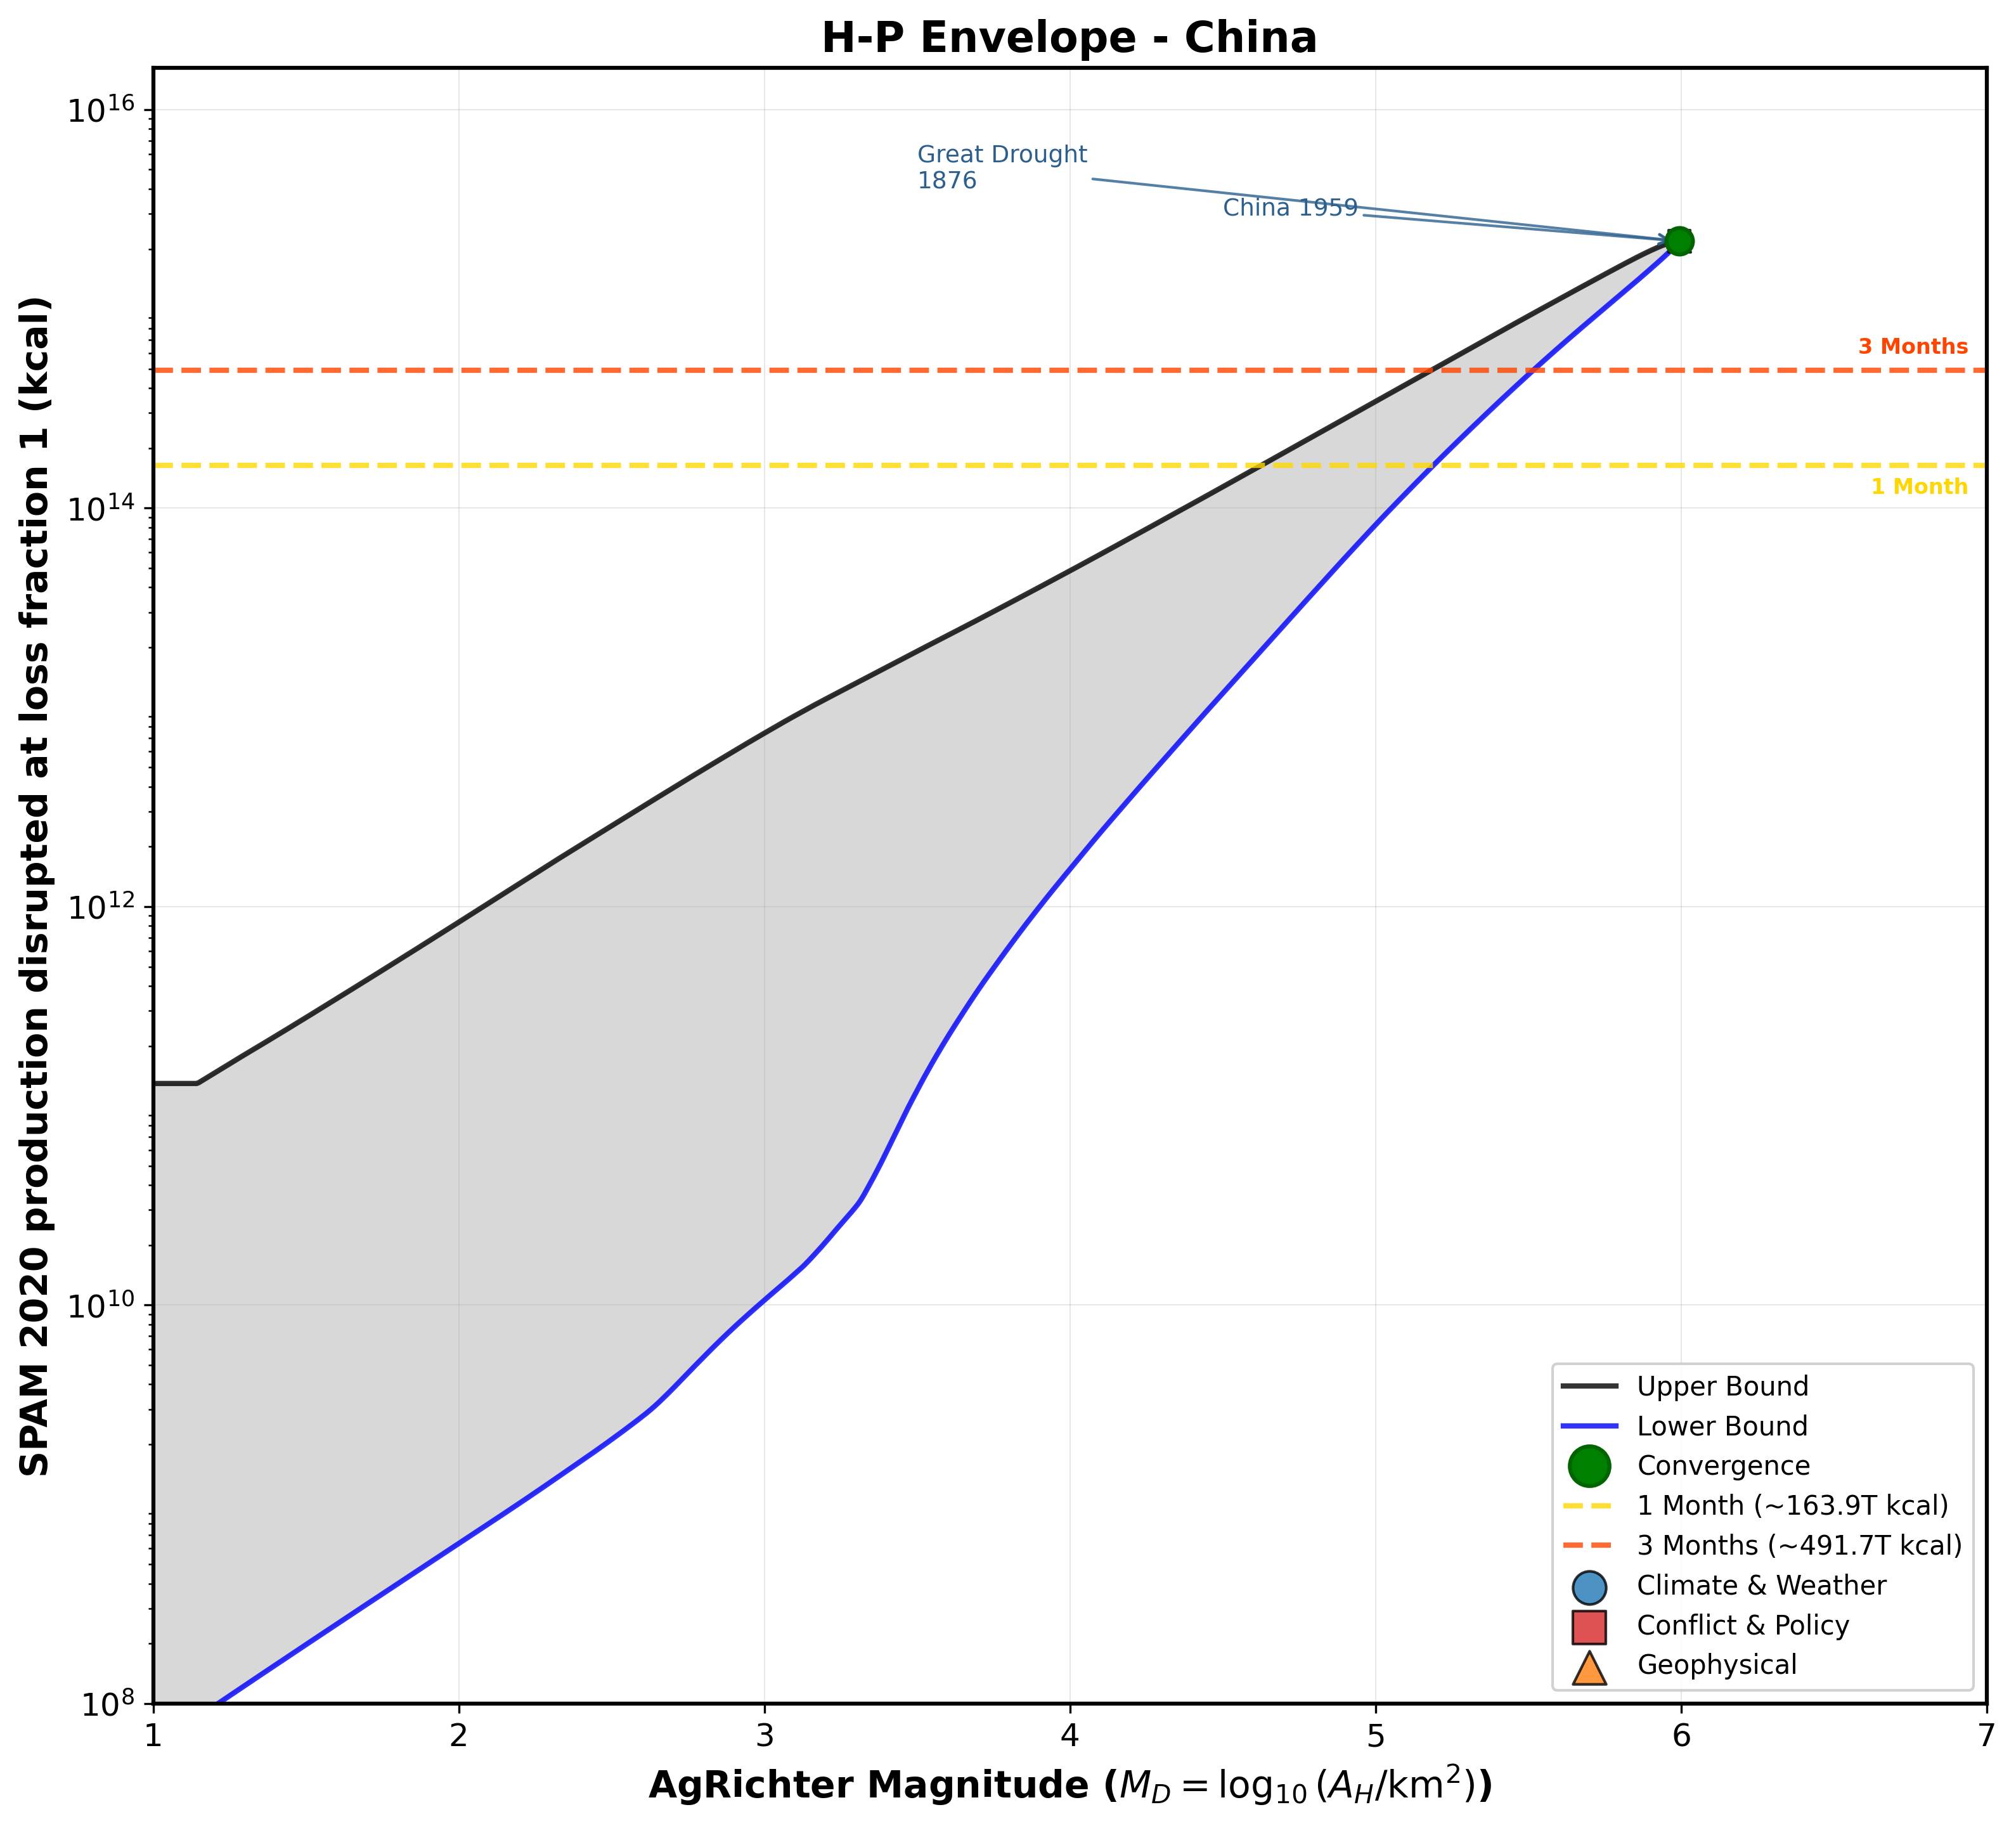 H-P Envelope - China
SPAM 2020 production disrupted at loss fraction 1 (kcal)
10^16
10^14
10^12
10^10
10^8
Great Drought
1876
China 1959
3 Months
1 Month
Upper Bound
Lower Bound
Convergence
1 Month (~163.9T kcal)
3 Months (~491.7T kcal)
Climate & Weather
Conflict & Policy
Geophysical
1 2 3 4 5 6 7
AgRichter Magnitude (M_D = log_10 (A_H/km^2))